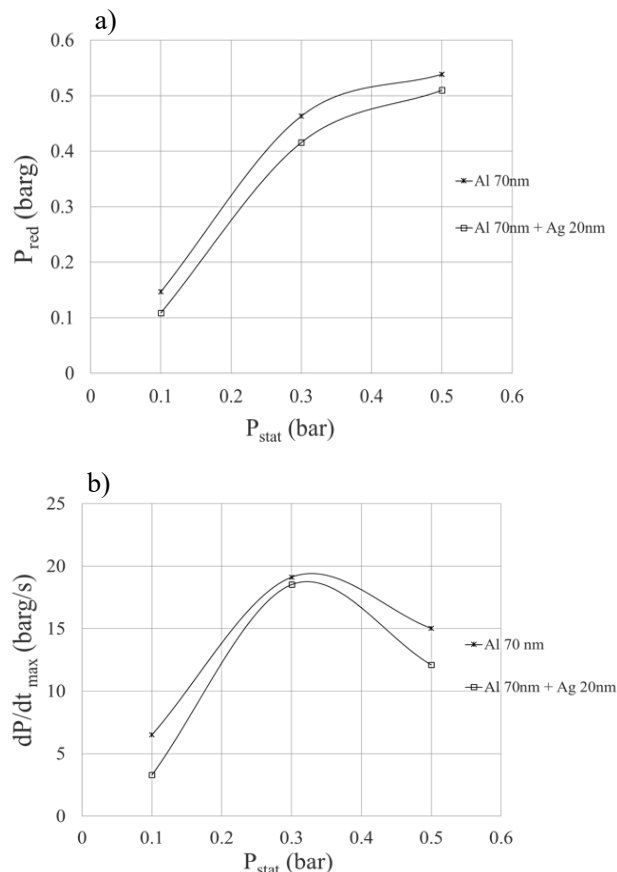 a)
0.6
0.5
0.4
0.3
0.2
0.1
0
P_red (barg)
Al 70nm
Al 70nm + Ag 20nm
0 0.1 0.2 0.3 0.4 0.5 0.6
P_stat (bar)
b)
25
20
15
10
5
0
dP/dt_max (barg/s)
Al 70 nm
Al 70nm + Ag 20nm
0 0.1 0.2 0.3 0.4 0.5 0.6
P_stat (bar)